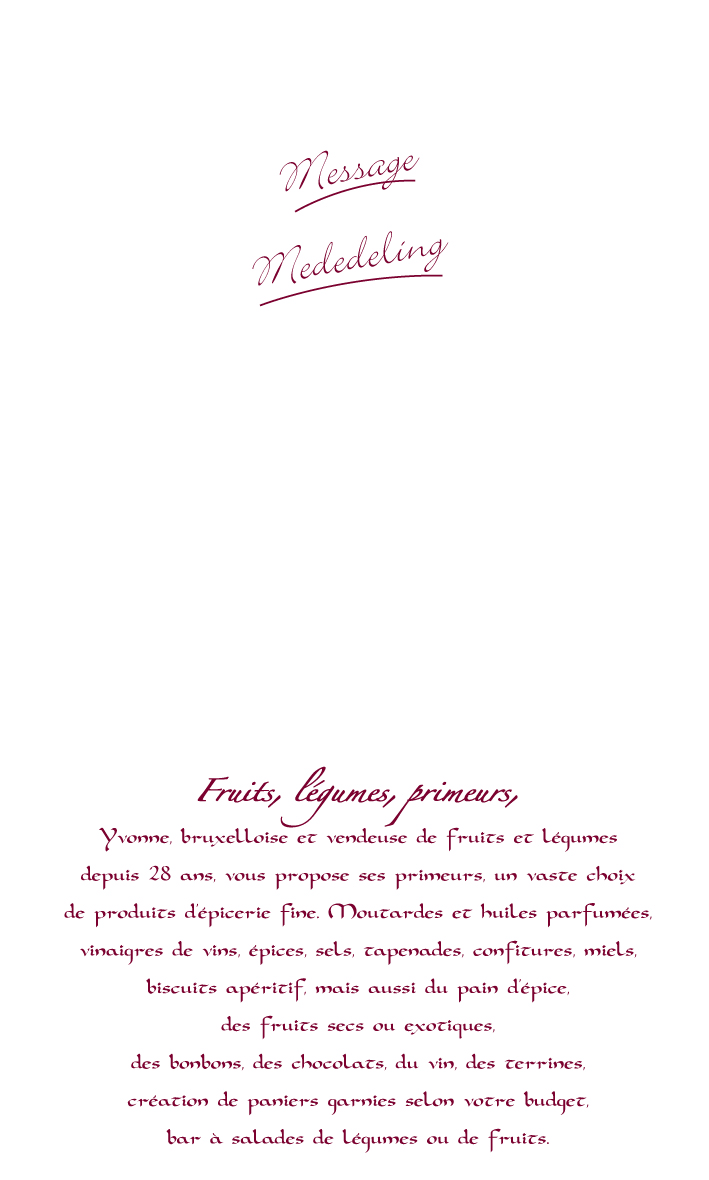 Message
Mededeling
Fruits, légumes, primeurs,
Yvonne, bruxelloise et vendeuse de fruits et légumes
depuis 28 ans, vous propose ses primeurs, un vaste choix
de produits d'épicerie fine. Moutardes et huiles parfumées,
vinaigres de vins, épices, sels, tapenades, confitures, miels,
biscuits apéritif, mais aussi du pain d'épice,
des fruits secs ou exotiques,
des bonbons, des chocolats, du vin, des terrines,
création de paniers garnies selon votre budget,
bar à salades de légumes ou de fruits.